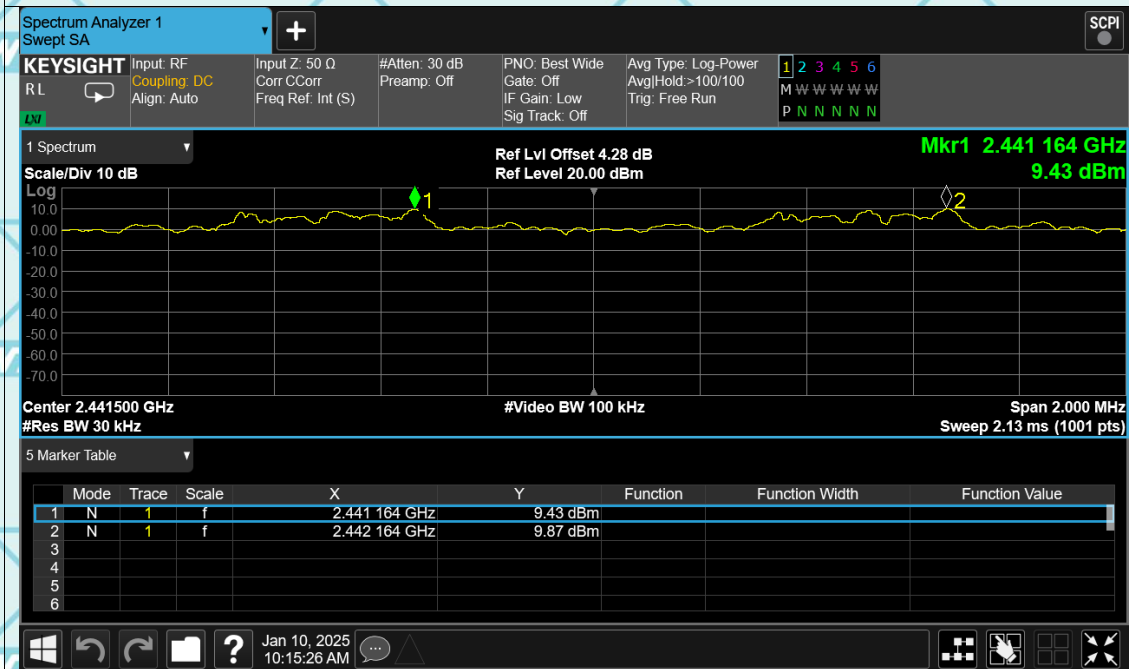 Spectrum Analyzer 1
Swept SA
+
SCPI
KEYSIGHT
RL
LXI
Input: RF
Coupling: DC
Align: Auto
Input Z: 50 Ω
Corr CCorr
Freq Ref: Int (S)
#Atten: 30 dB
Preamp: Off
PNO: Best Wide
Gate: Off
IF Gain: Low
Sig Track: Off
Avg Type: Log-Power
Avg|Hold:>100/100
Trig: Free Run
1 2 3 4 5 6
M W W W W W
P N N N N N
1 Spectrum
Scale/Div 10 dB
Ref Lvl Offset 4.28 dB
Ref Level 20.00 dBm
Mkr1 2.441 164 GHz
9.43 dBm
Log
10.0
0.00
-10.0
-20.0
-30.0
-40.0
-50.0
-60.0
-70.0
1
2
Center 2.441500 GHz
#Res BW 30 kHz
#Video BW 100 kHz
Span 2.000 MHz
Sweep 2.13 ms (1001 pts)
5 Marker Table
Mode Trace Scale X Y Function Function Width Function Value
1 N 1 f 2.441 164 GHz 9.43 dBm
2 N 1 f 2.442 164 GHz 9.87 dBm
3
4
5
6
?
Jan 10, 2025
10:15:26 AM